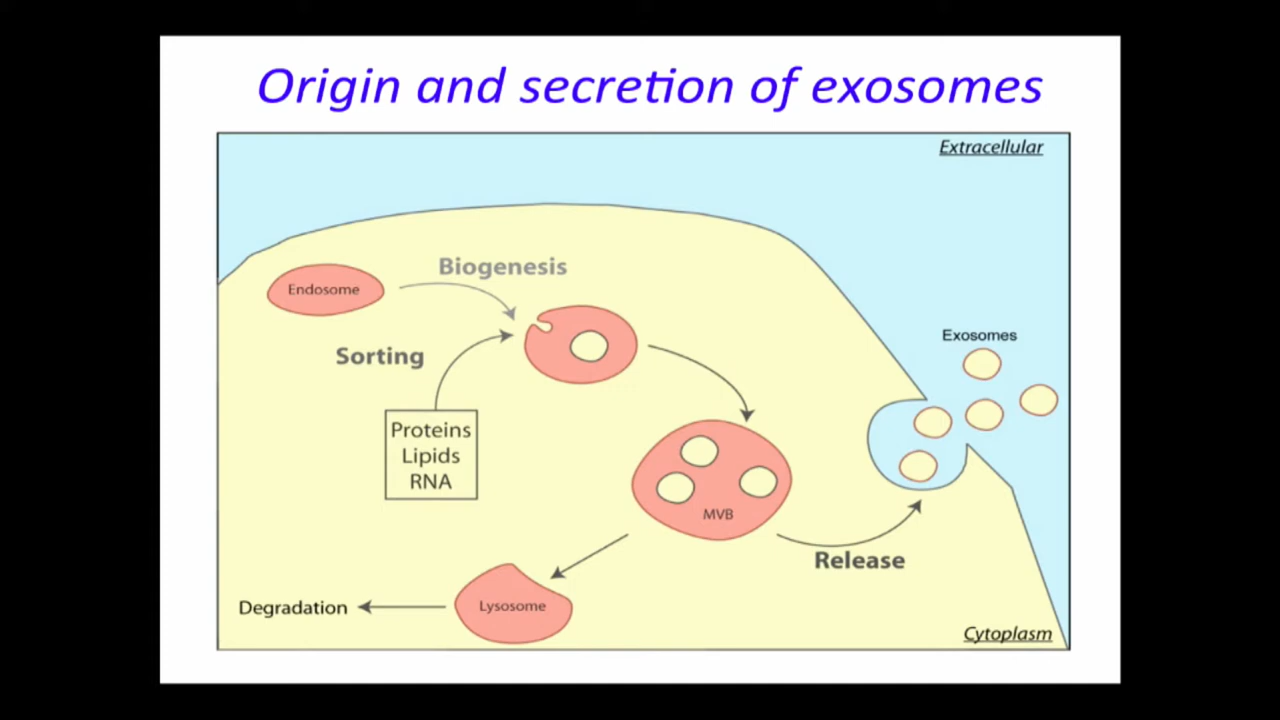 Origin and secretion of exosomes
Extracellular
Biogenesis
Endosome
Exosomes
Sorting
Proteins
Lipids
RNA
MVB
Release
Lysosome
Degradation
Cytoplasm